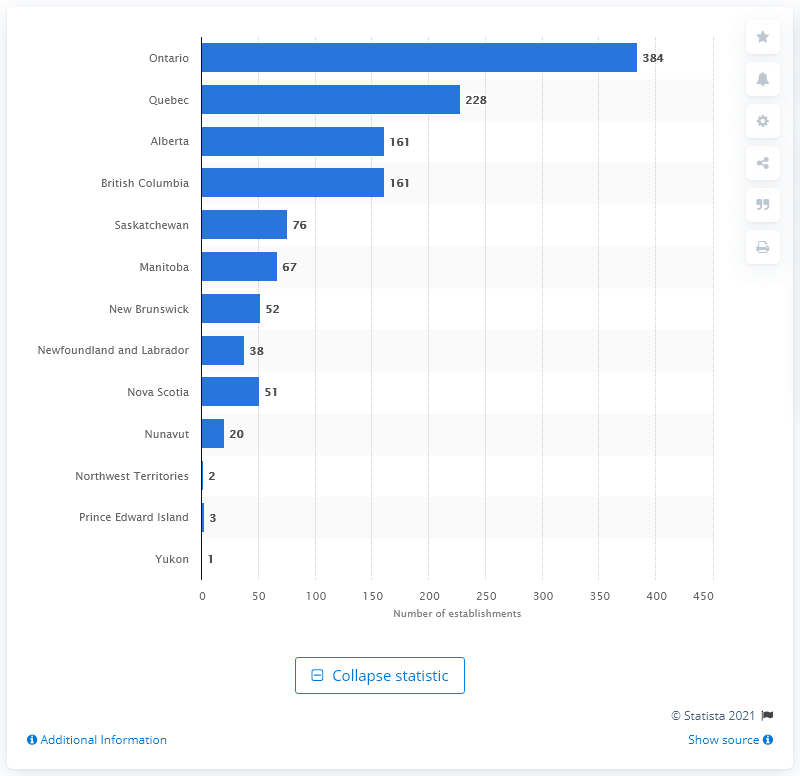 Ontario 384
Quebec 228
Alberta 161
British Columbia 161
Saskatchewan 76
Manitoba 67
New Brunswick 52
Newfoundland and Labrador 38
Nova Scotia 51
Nunavut 20
Northwest Territories 2
Prince Edward Island 3
Yukon 1
0 50 100 150 200 250 300 350 400 450
Number of establishments
Collapse statistic
© Statista 2021
Additional Information Show source